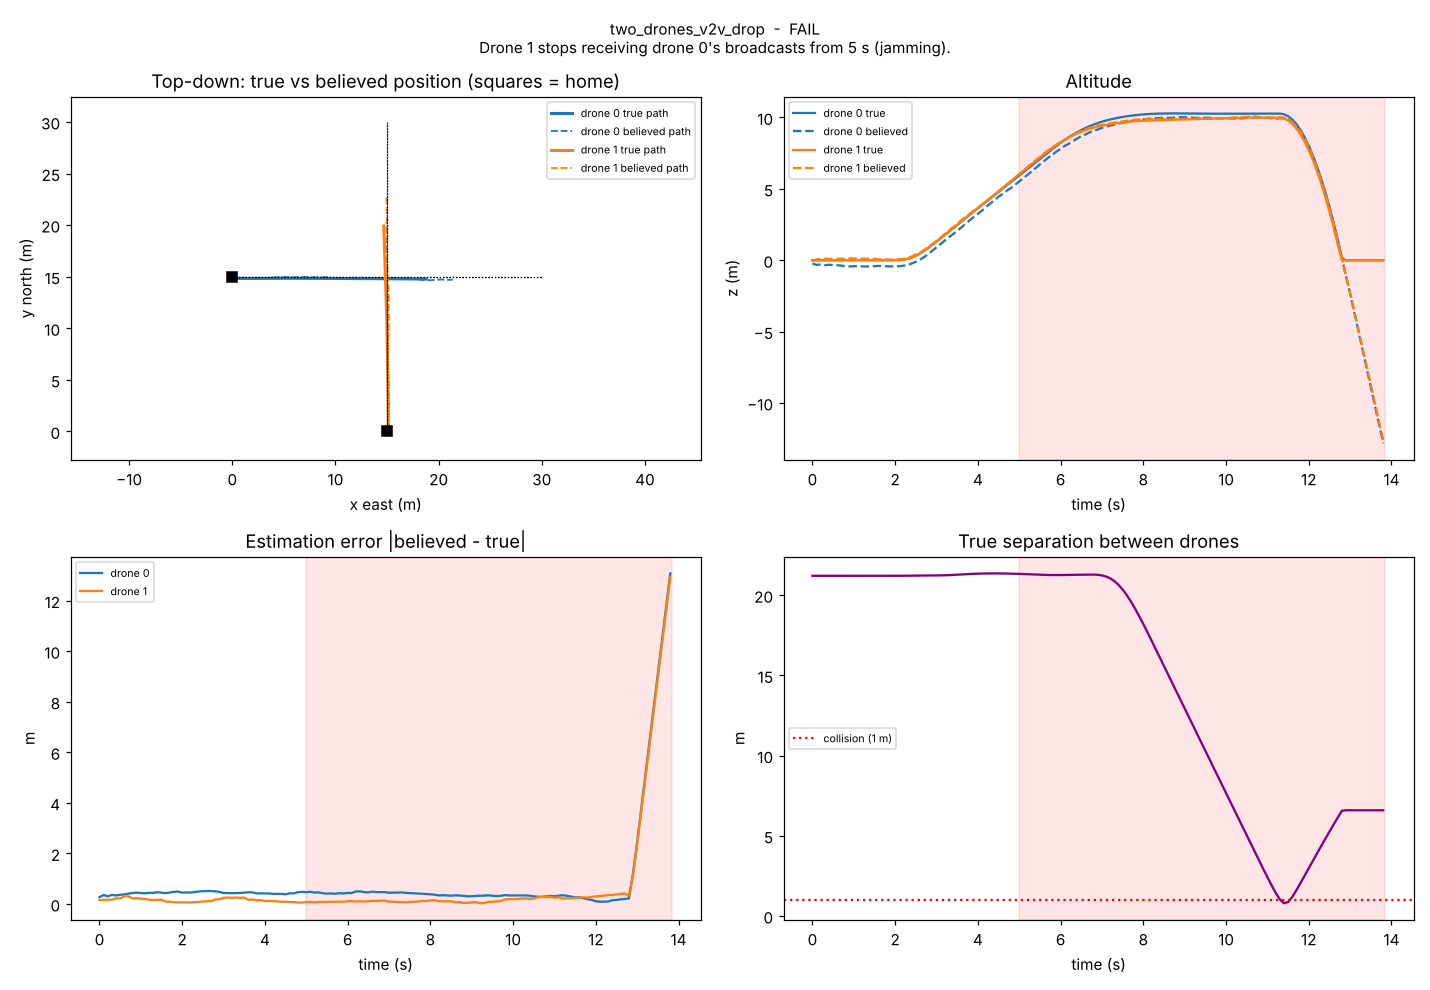 two_drones_v2v_drop  -  FAIL
Drone 1 stops receiving drone 0's broadcasts from 5 s (jamming).
Top-down: true vs believed position (squares = home)
drone 0 true path
drone 0 believed path
drone 1 true path
drone 1 believed path
30
25
20
15
10
5
0
y north (m)
−10
0
10
20
30
40
x east (m)
Altitude
drone 0 true
drone 0 believed
drone 1 true
drone 1 believed
10
5
0
−5
−10
z (m)
0
2
4
6
8
10
12
14
time (s)
Estimation error |believed - true|
drone 0
drone 1
12
10
8
6
4
2
0
m
0
2
4
6
8
10
12
14
time (s)
True separation between drones
collision (1 m)
20
15
10
5
0
m
0
2
4
6
8
10
12
14
time (s)